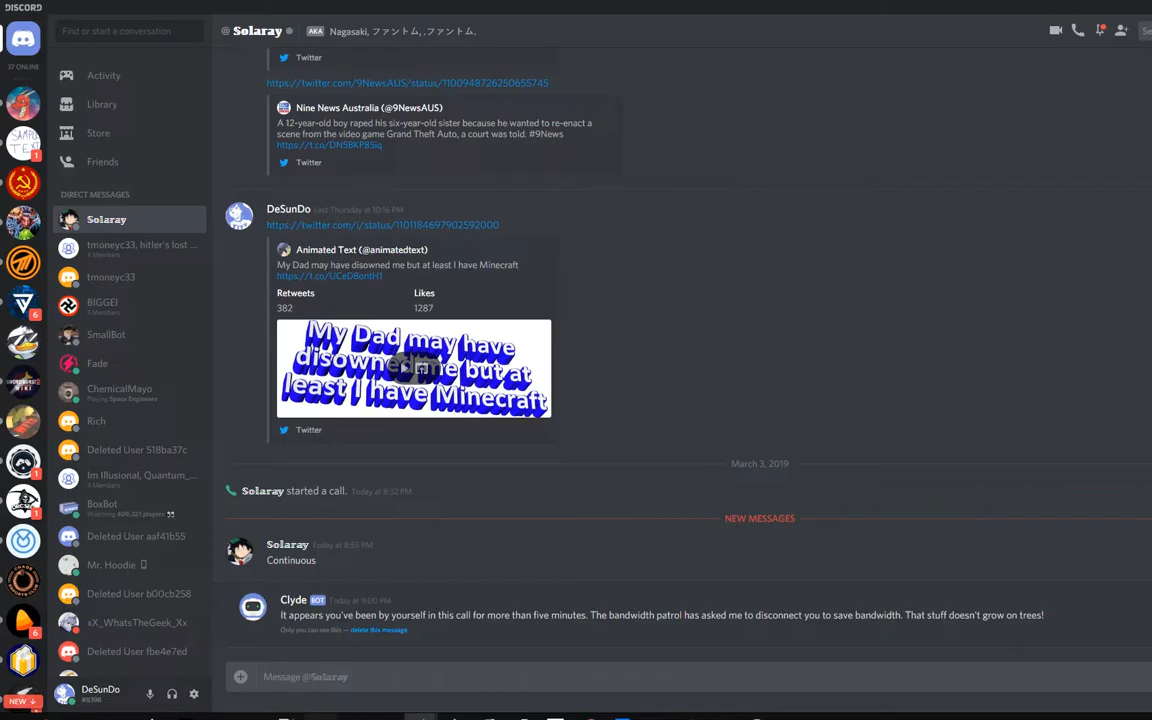 DISCORD
Find or start a conversation
@ Solaray
AKA Nagasaki, ファントム, .ファントム.
37 ONLINE
Activity
Library
Store
Friends
DIRECT MESSAGES
Solaray
tmoneyc33, hitler's lost ...
4 Members
tmoneyc33
BIGGEI
3 Members
SmallBot
Fade
ChemicalMayo
Playing Space Engineers
Rich
Deleted User 518ba37c
Im Illusional, Quantum_...
4 Members
BoxBot
Watching 409,321 players
Deleted User aaf41b55
Mr. Hoodie
Deleted User b00cb258
xX_WhatsTheGeek_Xx
Deleted User fbe4e7ed
DeSunDo
#8398
SAMPLE
TEXT
1
6
WIKI
1
1
6
NEW ↓
Twitter
https://twitter.com/9NewsAUS/status/1100948726250655745
Nine News Australia (@9NewsAUS)
A 12-year-old boy raped his six-year-old sister because he wanted to re-enact a
scene from the video game Grand Theft Auto, a court was told. #9News
https://t.co/DN5BKP85iq
Twitter
DeSunDo Last Thursday at 10:16 PM
https://twitter.com/i/status/1101184697902592000
Animated Text (@animatedtext)
My Dad may have disowned me but at least I have Minecraft
https://t.co/UCeD8ontH1
Retweets Likes
382 1287
My Dad may have
disowned me but at
least I have Minecraft
Twitter
March 3, 2019
Solaray started a call. Today at 8:32 PM
NEW MESSAGES
Solaray Today at 8:55 PM
Continuous
Clyde BOT Today at 9:00 PM
It appears you've been by yourself in this call for more than five minutes. The bandwidth patrol has asked me to disconnect you to save bandwidth. That stuff doesn't grow on trees!
Only you can see this — delete this message
Message @Solaray